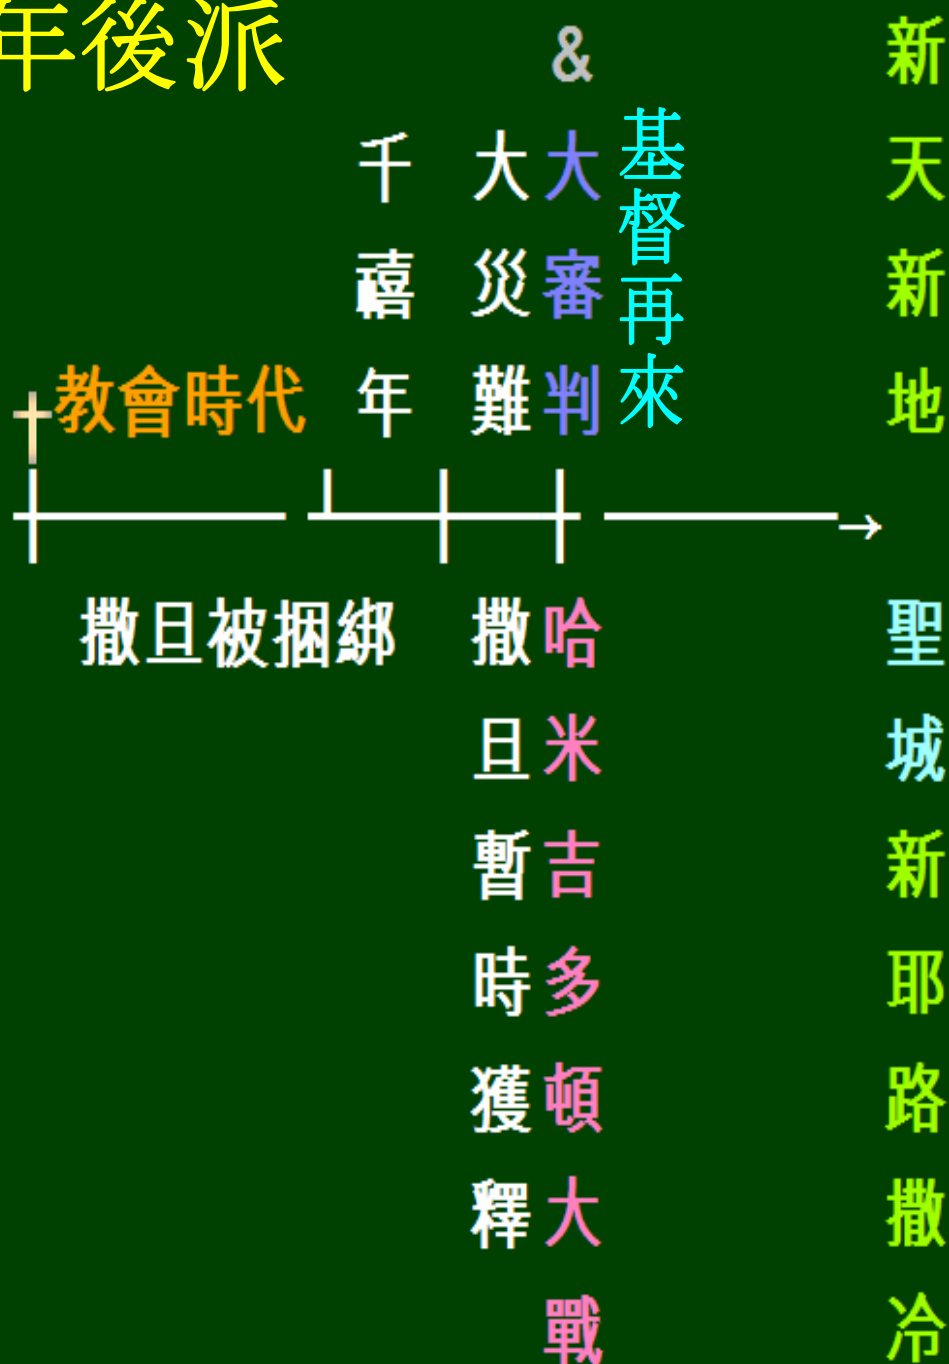 年後派
&
千禧年
大災難
大審判
基督再來
新天新地
教會時代
→
撒旦被捆綁
撒旦暫時獲釋
哈米吉多頓大戰
聖城新耶路撒冷